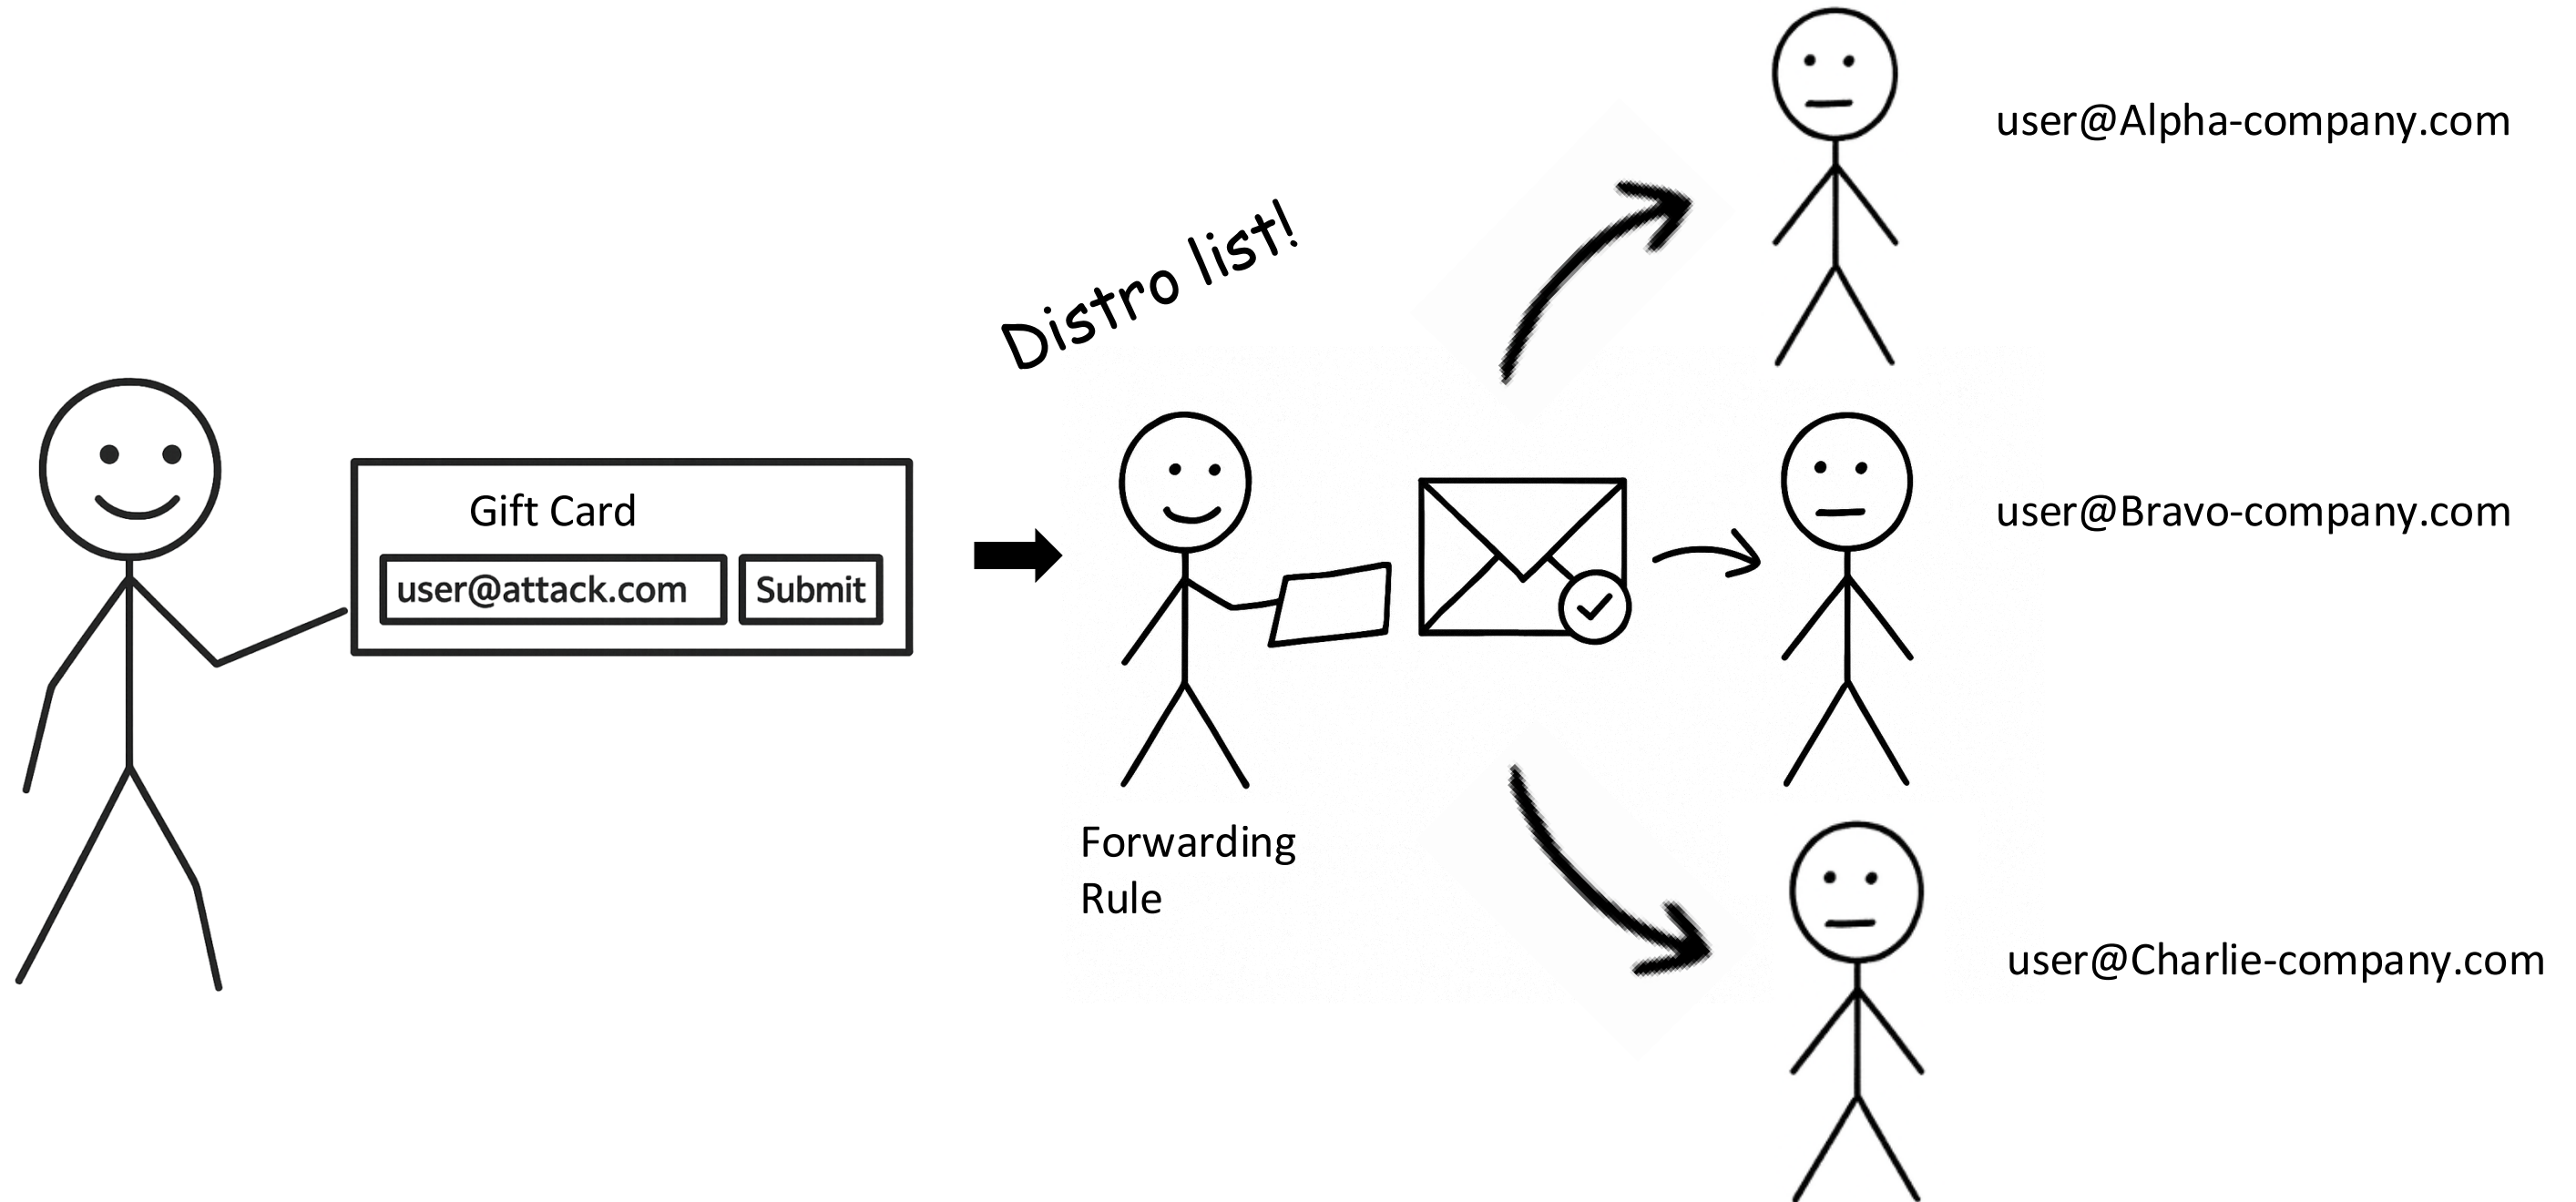 Gift Card
user@attack.com
Submit
Distro list!
Forwarding
Rule
user@Alpha-company.com
user@Bravo-company.com
user@Charlie-company.com